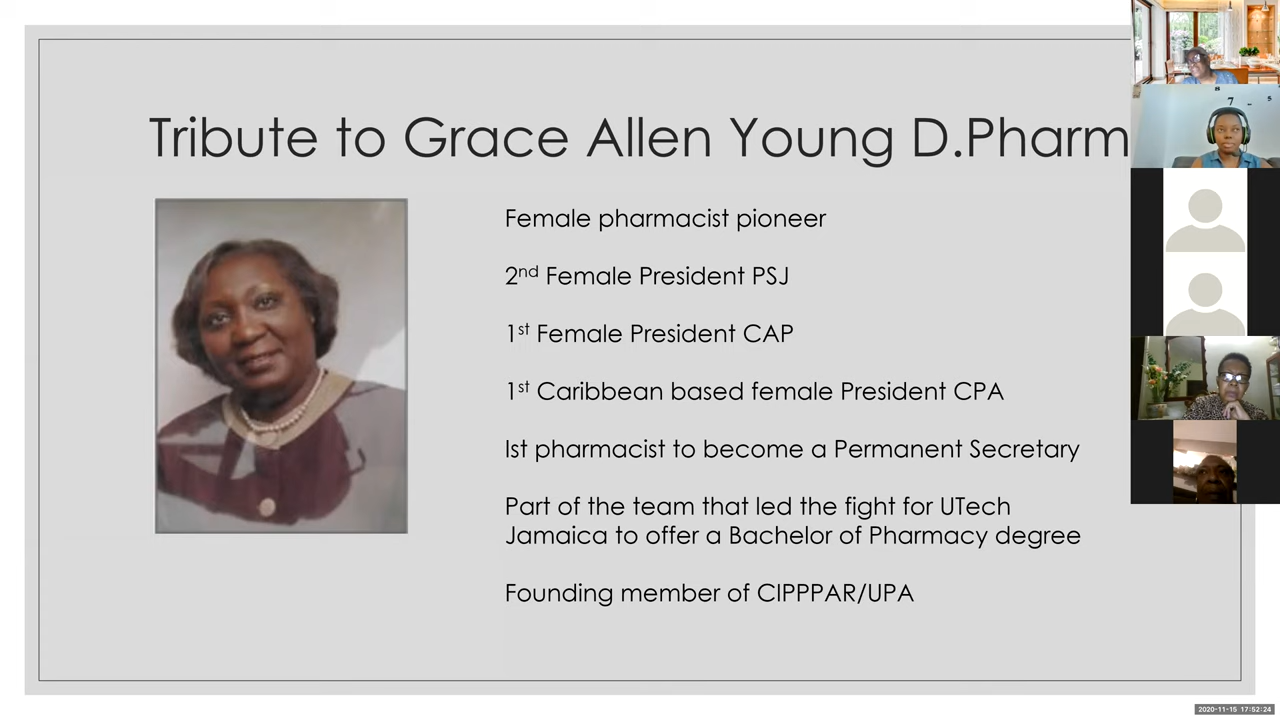 Tribute to Grace Allen Young D.Pharm
Female pharmacist pioneer
2nd Female President PSJ
1st Female President CAP
1st Caribbean based female President CPA
Ist pharmacist to become a Permanent Secretary
Part of the team that led the fight for UTech
Jamaica to offer a Bachelor of Pharmacy degree
Founding member of CIPPPAR/UPA
8
7 - 5
2020-11-15 17:52:24